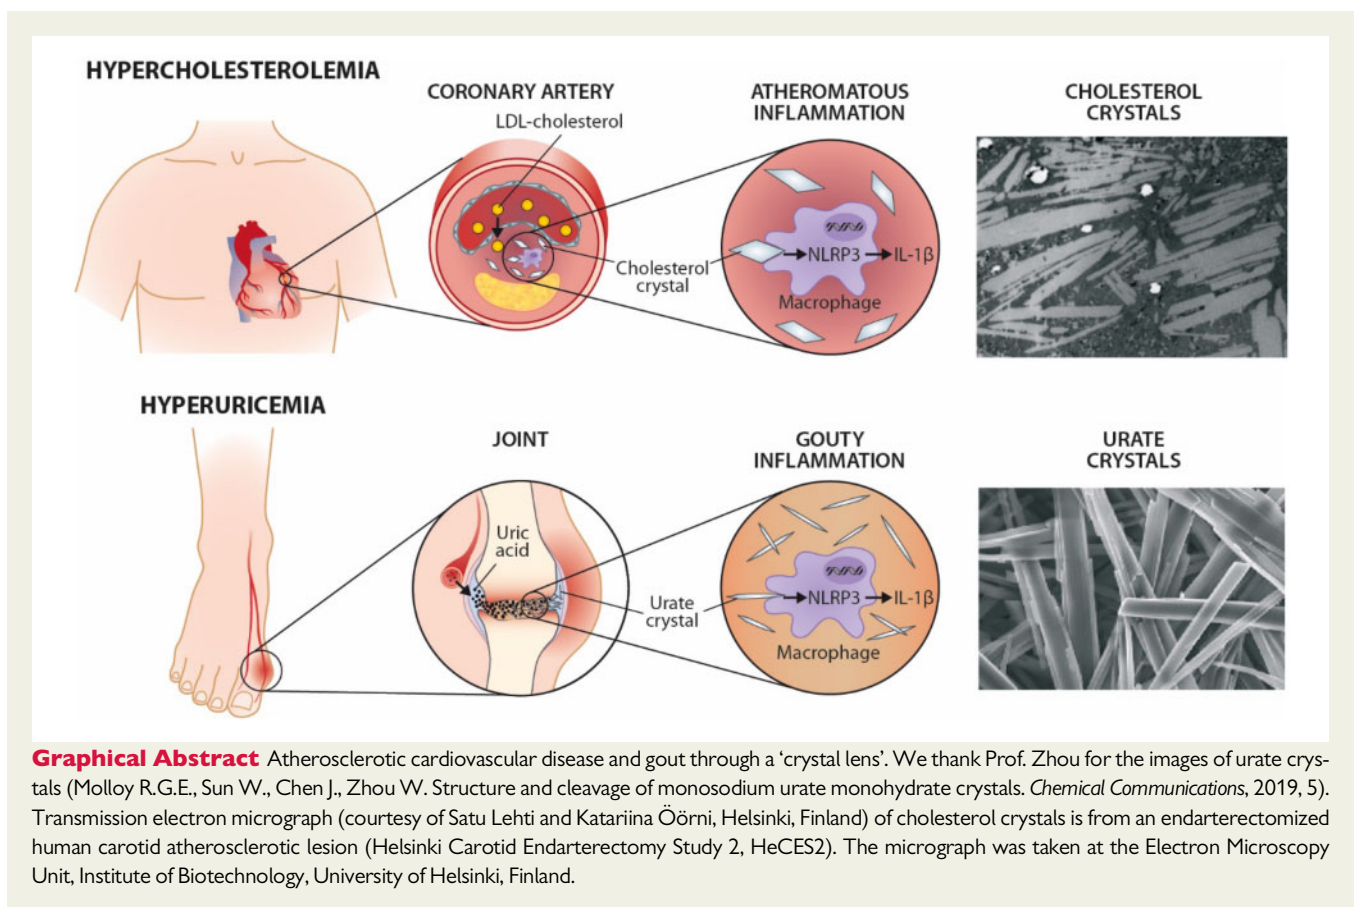 HYPERCHOLESTEROLEMIA
CORONARY ARTERY
LDL-cholesterol
Cholesterol
crystal
ATHEROMATOUS
INFLAMMATION
NLRP3
IL-1β
Macrophage
CHOLESTEROL
CRYSTALS
HYPERURICEMIA
JOINT
Uric
acid
Urate
crystal
GOUTY
INFLAMMATION
NLRP3
IL-1β
Macrophage
URATE
CRYSTALS
Graphical Abstract Atherosclerotic cardiovascular disease and gout through a ‘crystal lens’. We thank Prof. Zhou for the images of urate crys-
tals (Molloy R.G.E., Sun W., Chen J., Zhou W. Structure and cleavage of monosodium urate monohydrate crystals. Chemical Communications, 2019, 5).
Transmission electron micrograph (courtesy of Satu Lehti and Katariina Öörni, Helsinki, Finland) of cholesterol crystals is from an endarterectomized
human carotid atherosclerotic lesion (Helsinki Carotid Endarterectomy Study 2, HeCES2). The micrograph was taken at the Electron Microscopy
Unit, Institute of Biotechnology, University of Helsinki, Finland.